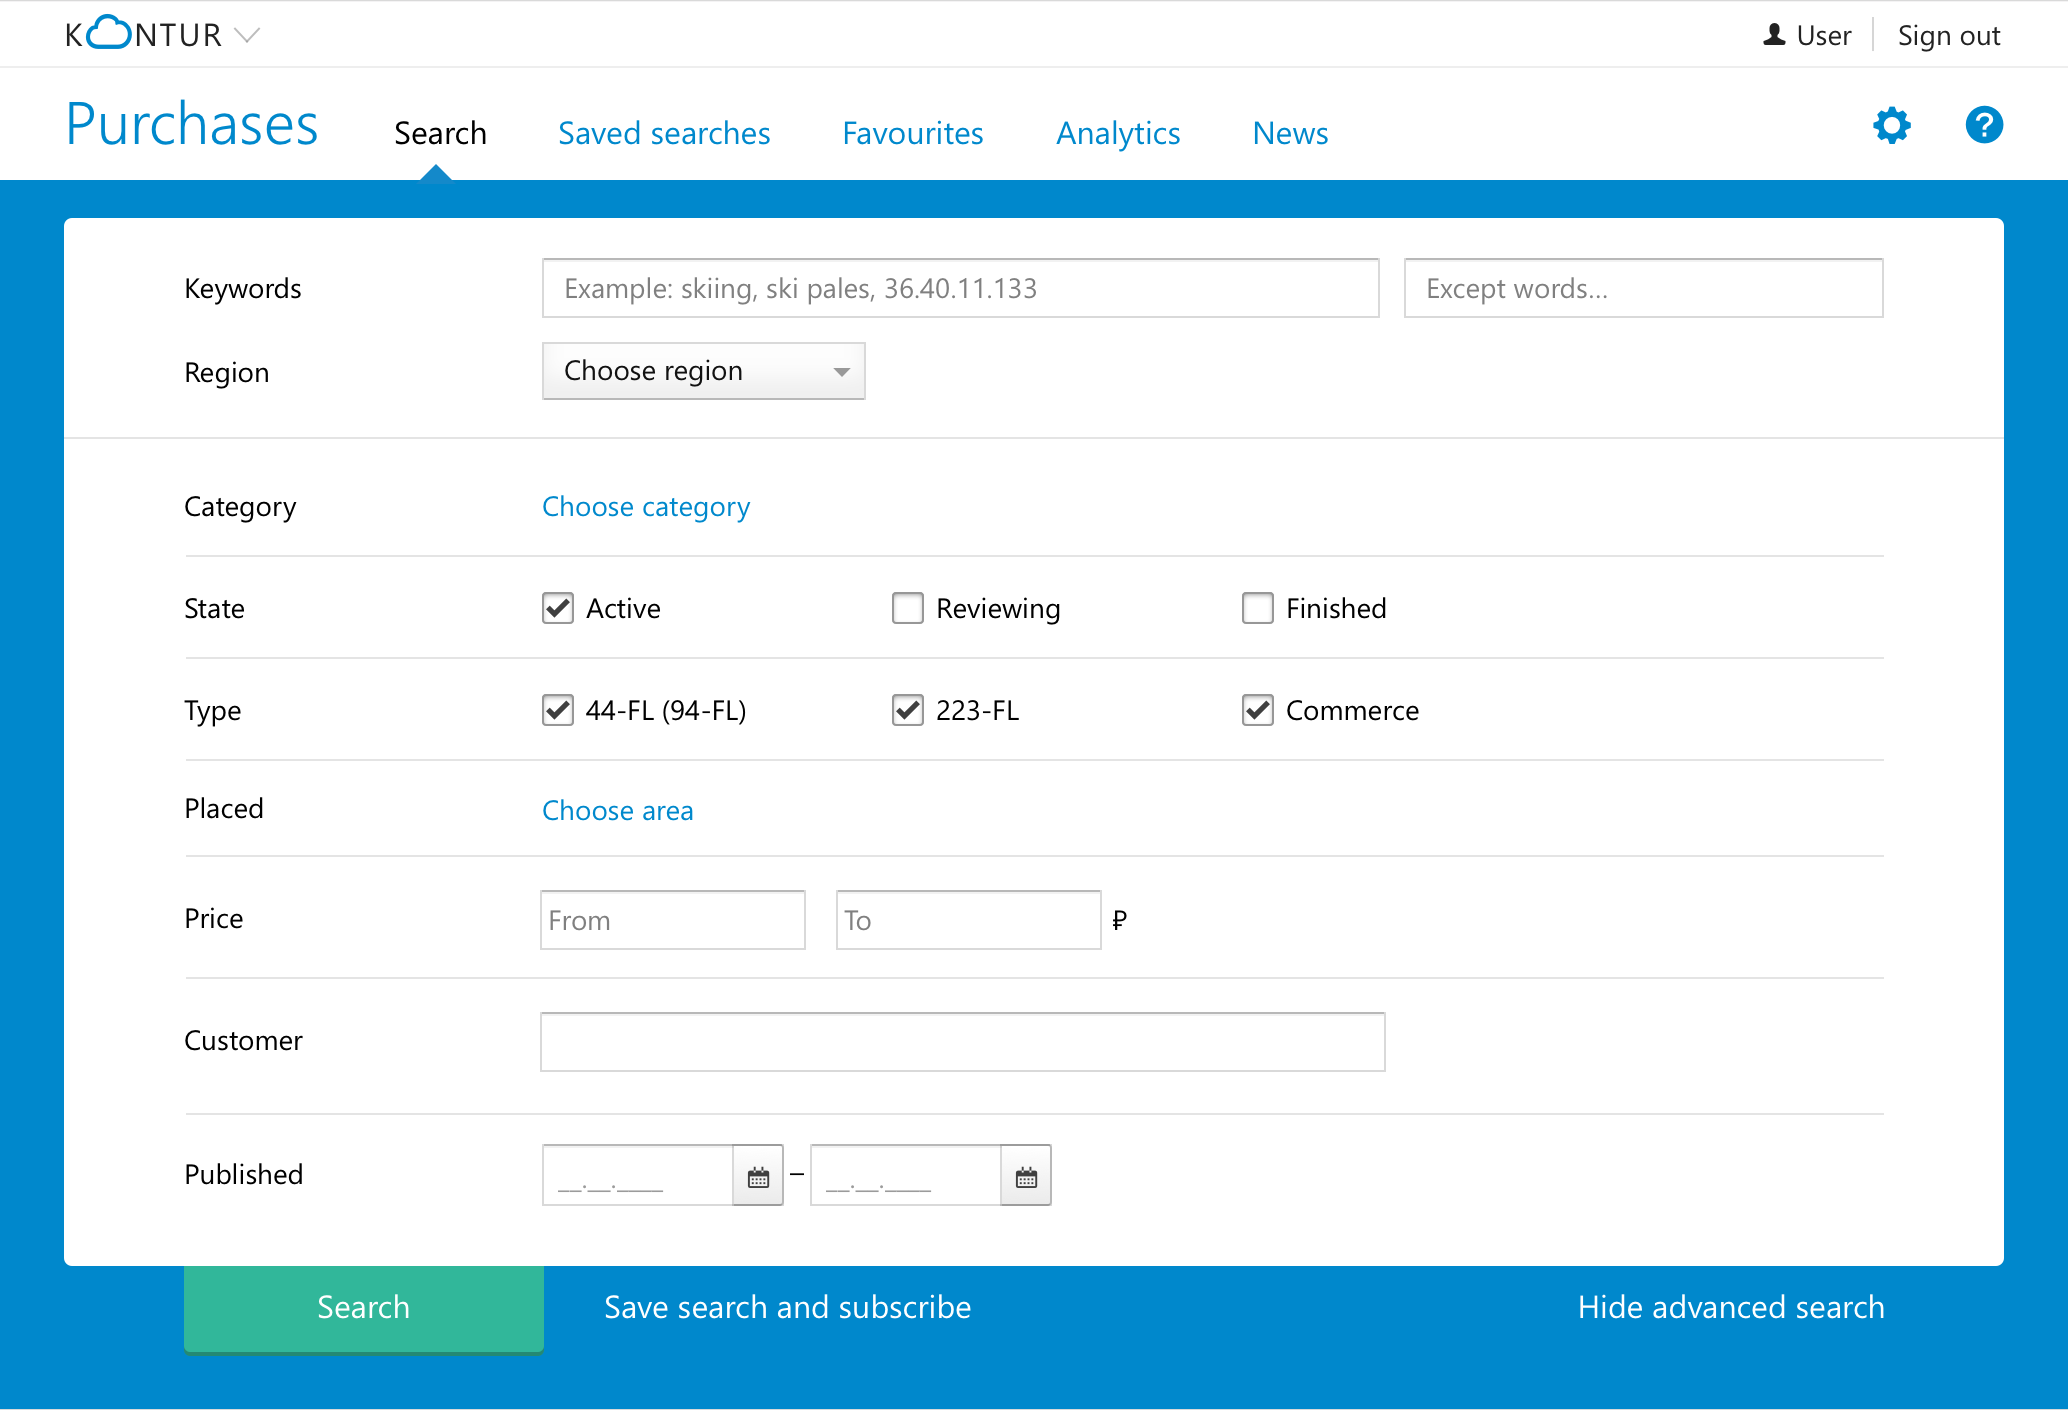 KONTUR
User
Sign out
Purchases
Search
Saved searches
Favourites
Analytics
News
?
Keywords
Example: skiing, ski pales, 36.40.11.133
Except words...
Region
Choose region
Category
Choose category
State
Active
Reviewing
Finished
Type
44-FL (94-FL)
223-FL
Commerce
Placed
Choose area
Price
From
To
₽
Customer
Published
__.__.____
–
__.__.____
Search
Save search and subscribe
Hide advanced search